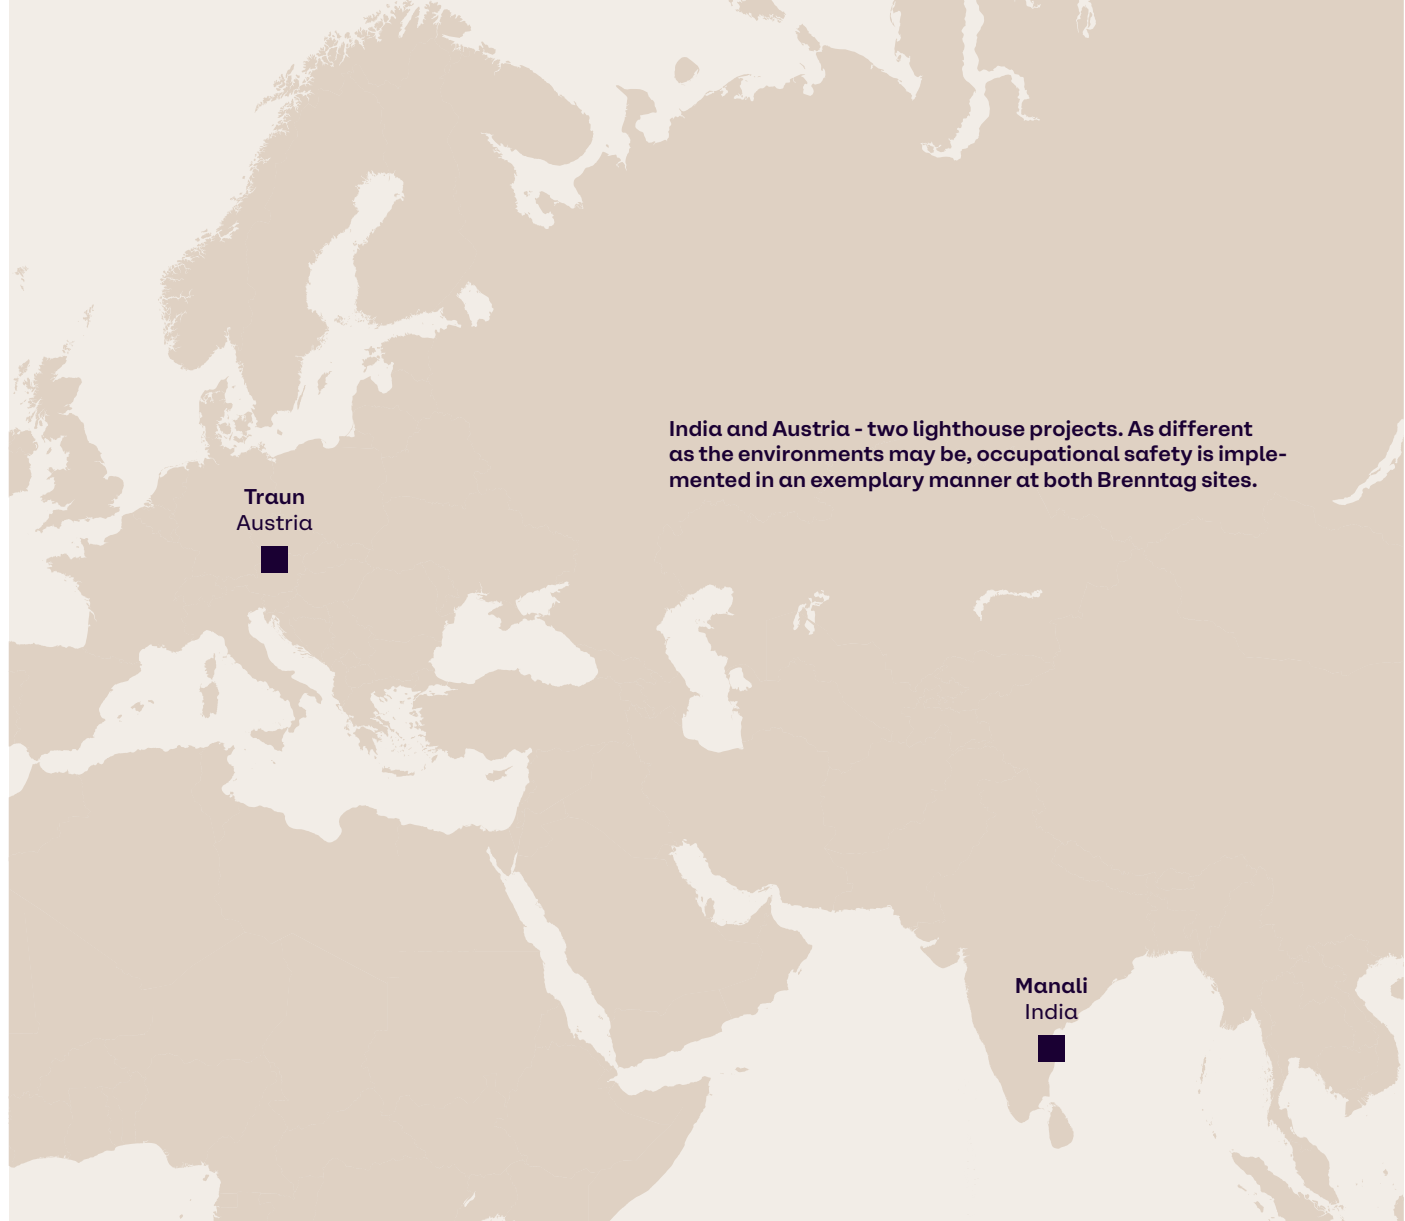 India and Austria - two lighthouse projects. As different
as the environments may be, occupational safety is imple-
mented in an exemplary manner at both Brenntag sites.
Traun
Austria
Manali
India